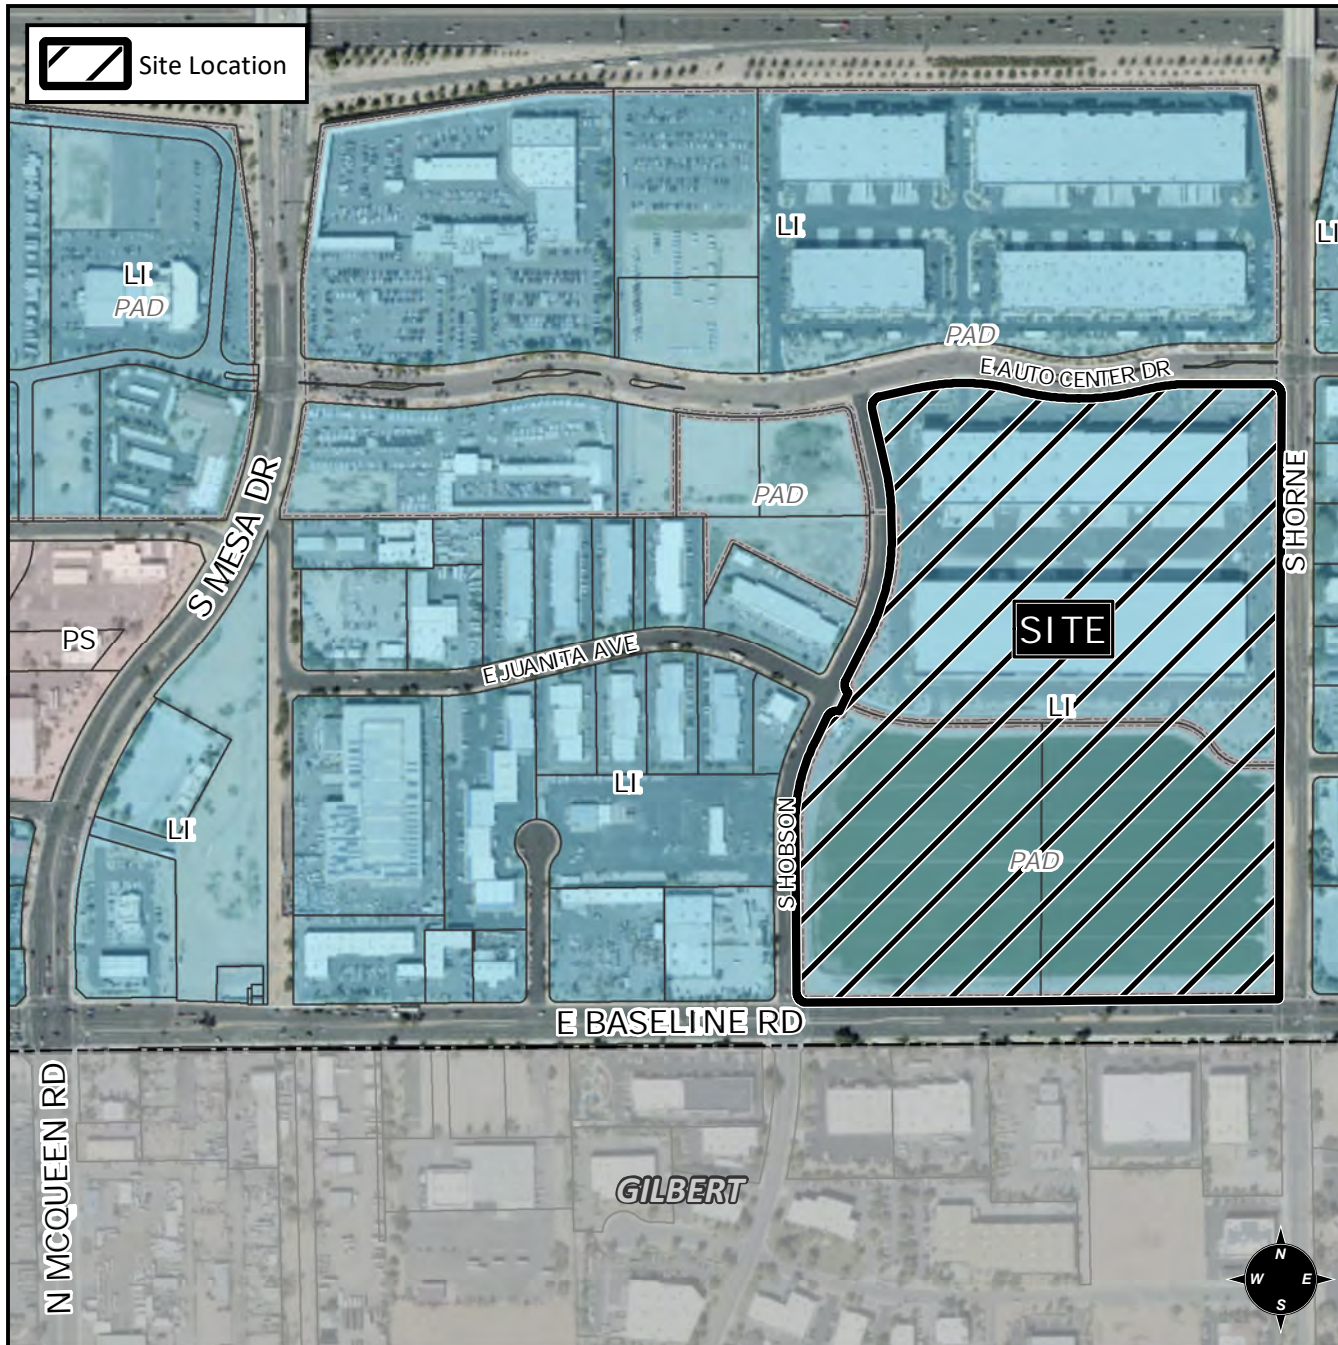 Site Location
LI
LI
LI
PAD
PAD
E AUTO CENTER DR
S MESA DR
PAD
S HORNE
PS
E JUANITA AVE
SITE
LI
LI
LI
S HOBSON
PAD
E BASELINE RD
N MCQUEEN RD
GILBERT
N
W E
S